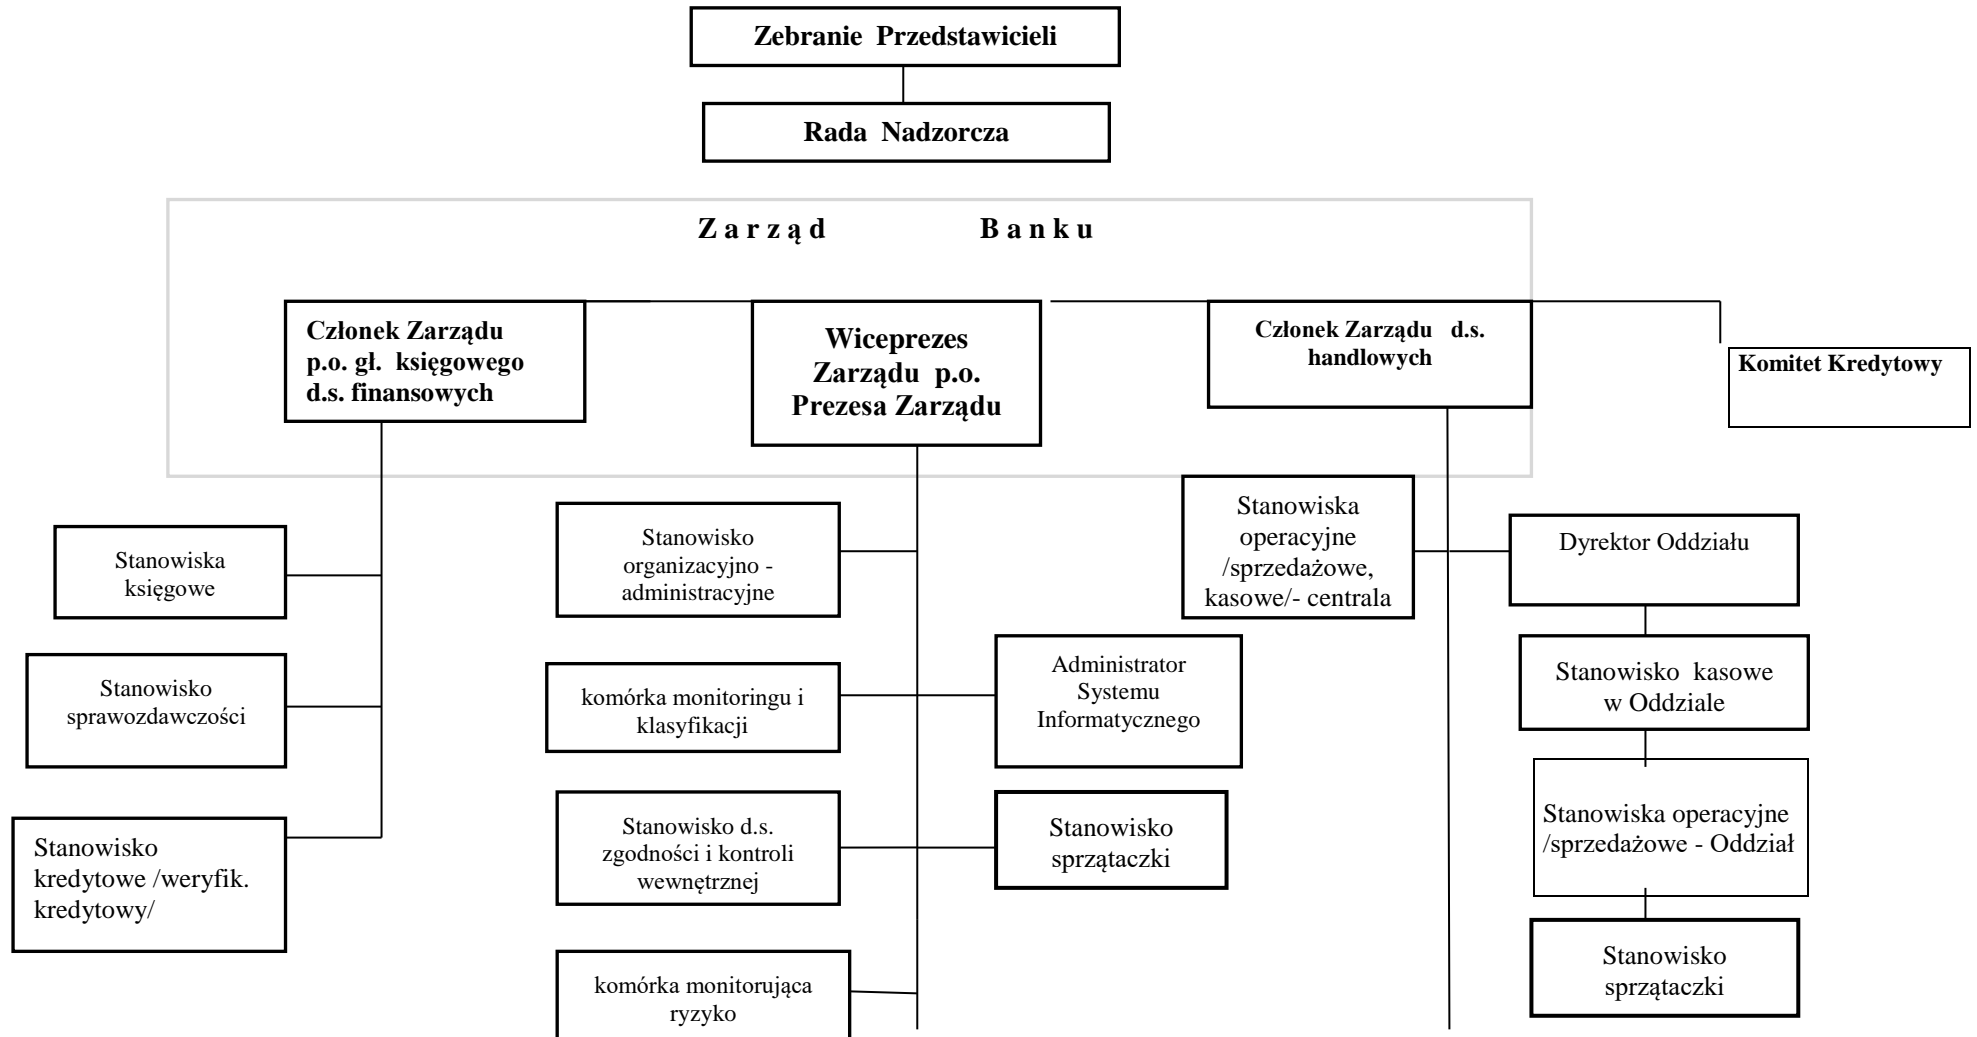 Zebranie Przedstawicieli
Rada Nadzorcza
Zarząd Banku
Członek Zarządu
p.o. gł. księgowego
d.s. finansowych
Wiceprezes
Zarządu p.o.
Prezesa Zarządu
Członek Zarządu d.s.
handlowych
Komitet Kredytowy
Stanowiska
księgowe
Stanowisko
sprawozdawczości
Stanowisko
kredytowe /weryfik.
kredytowy/
Stanowisko
organizacyjno -
administracyjne
komórka monitoringu i
klasyfikacji
Stanowisko d.s.
zgodności i kontroli
wewnętrznej
komórka monitorująca
ryzyko
Administrator
Systemu
Informatycznego
Stanowisko
sprzątaczki
Stanowiska
operacyjne
/sprzedażowe,
kasowe/- centrala
Dyrektor Oddziału
Stanowisko kasowe
w Oddziale
Stanowiska operacyjne
/sprzedażowe - Oddział
Stanowisko
sprzątaczki